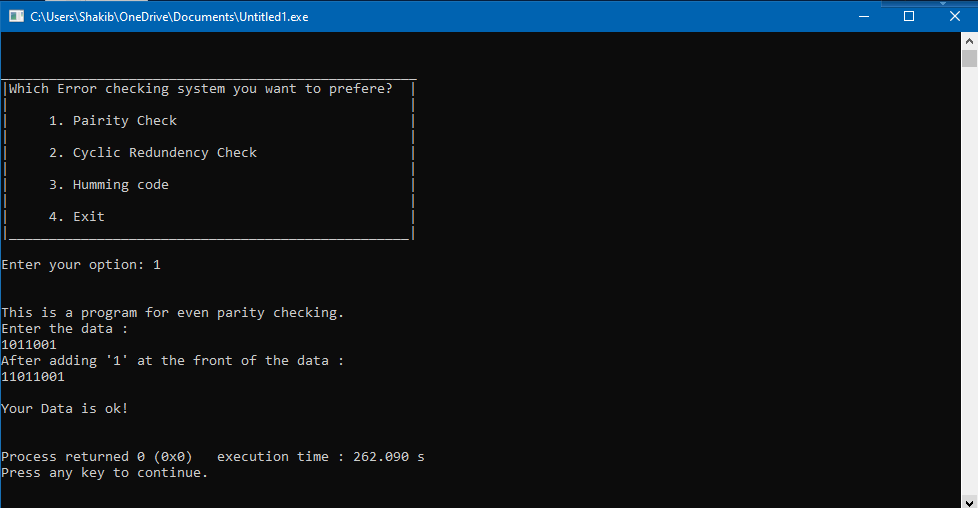 C:\Users\Shakib\OneDrive\Documents\Untitled1.exe
Which Error checking system you want to prefere?
1. Pairity Check
2. Cyclic Redundency Check
3. Humming code
4. Exit
Enter your option: 1
This is a program for even parity checking.
Enter the data :
1011001
After adding '1' at the front of the data :
11011001
Your Data is ok!
Process returned 0 (0x0)   execution time : 262.090 s
Press any key to continue.